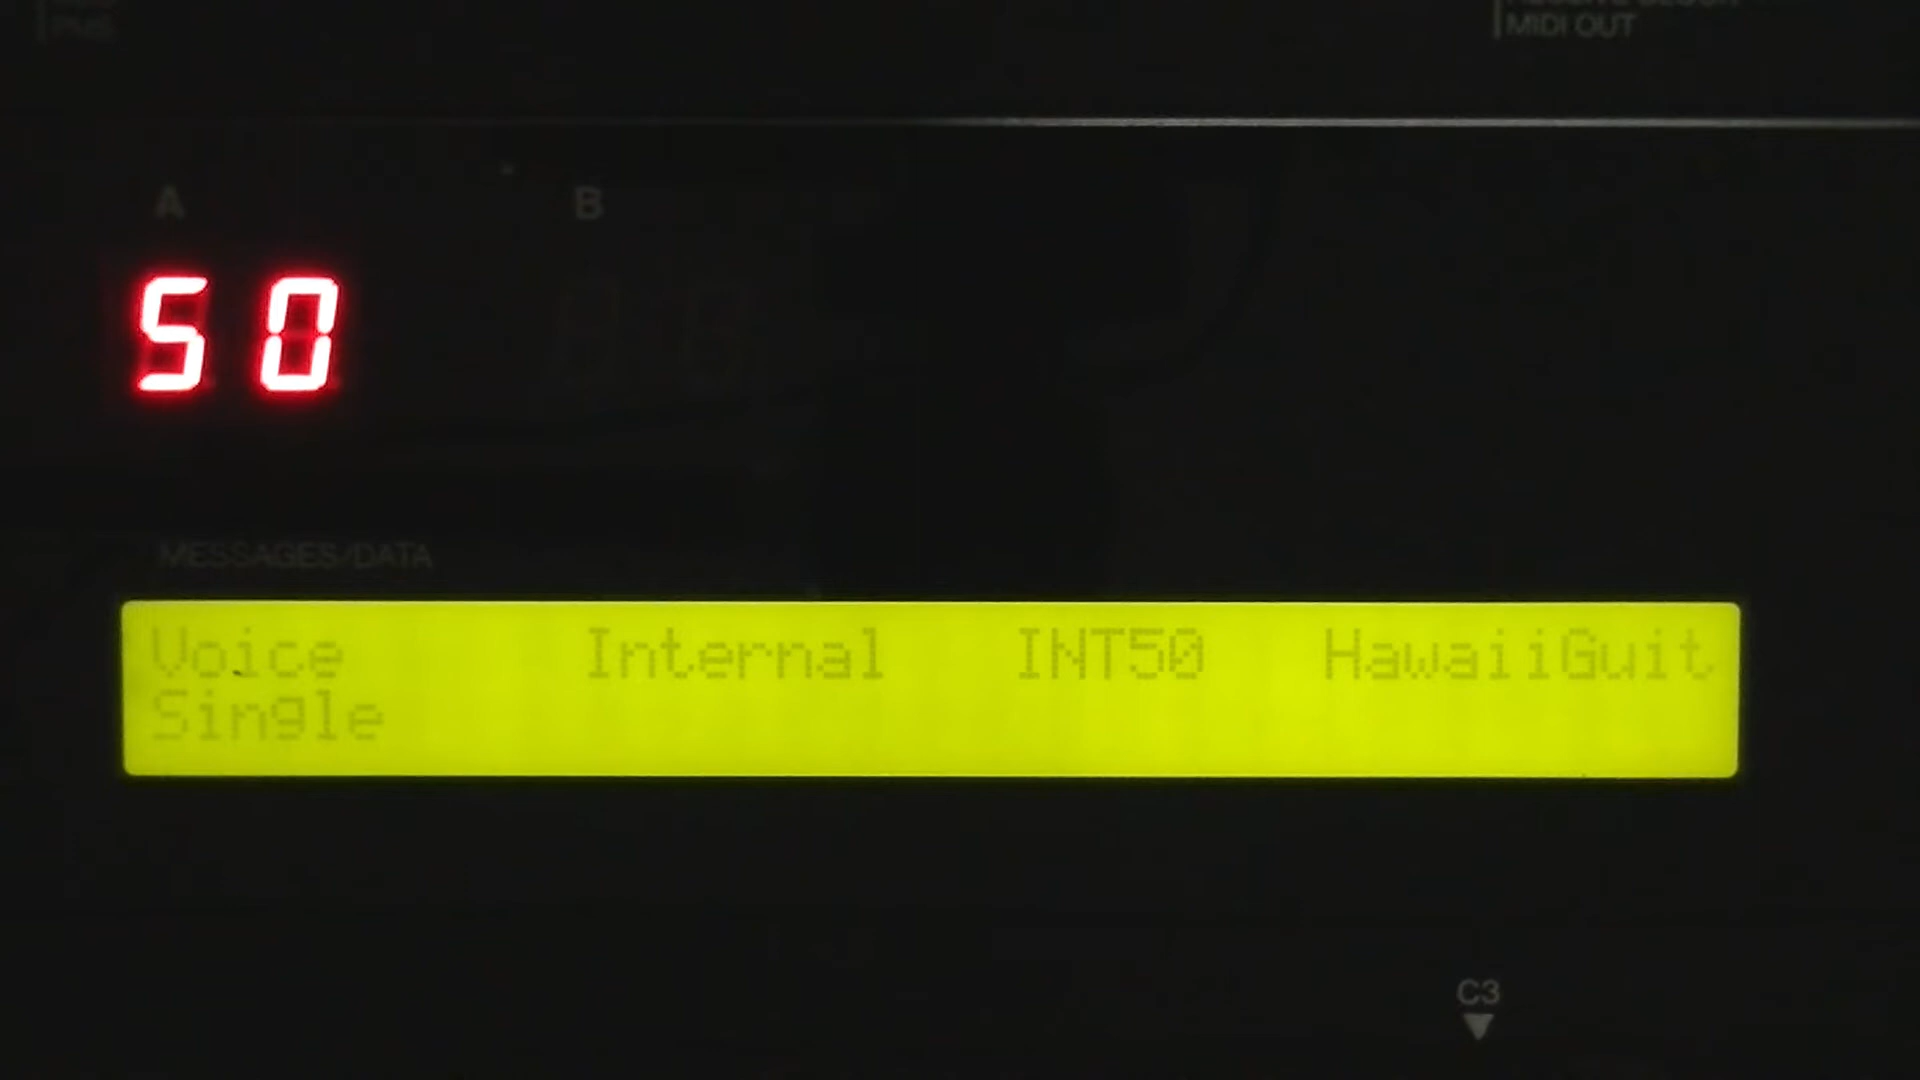 MIDI OUT
A B
50
MESSAGES/DATA
Voice Internal INT50 HawaiiGuit
Single
C3